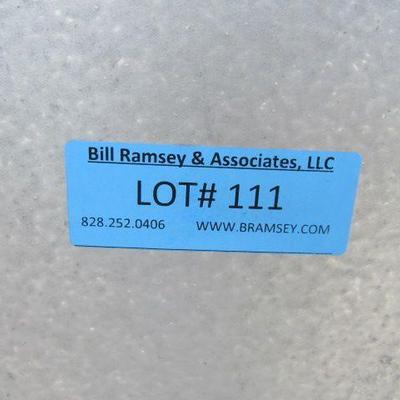 Bill Ramsey & Associates, LLC
LOT# 111
828.252.0406 WWW.BRAMSEY.COM